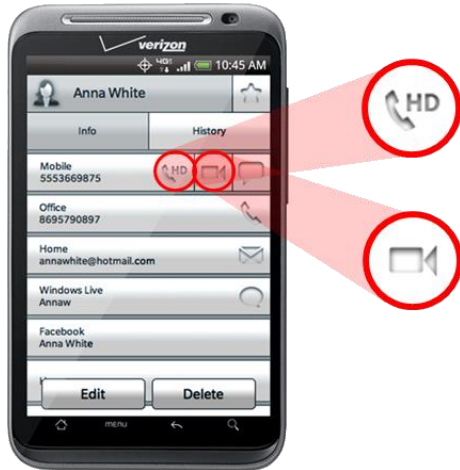 verizon
4G 10:45 AM
Anna White
Info History
Mobile
5553669875
HD
Office
8695790897
Home
annawhite@hotmail.com
Windows Live
Annaw
Facebook
Anna White
Edit Delete
menu
HD